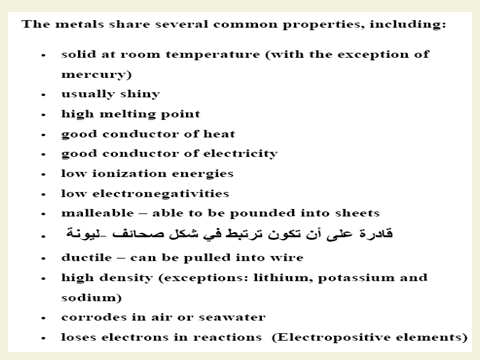 The metals share several common properties, including:
• solid at room temperature (with the exception of
mercury)
• usually shiny
• high melting point
• good conductor of heat
• good conductor of electricity
• low ionization energies
• low electronegativities
• malleable – able to be pounded into sheets
• قادرة على أن تكون ترتبط في شكل صحائف –ليونة
• ductile – can be pulled into wire
• high density (exceptions: lithium, potassium and
sodium)
• corrodes in air or seawater
• loses electrons in reactions (Electropositive elements)